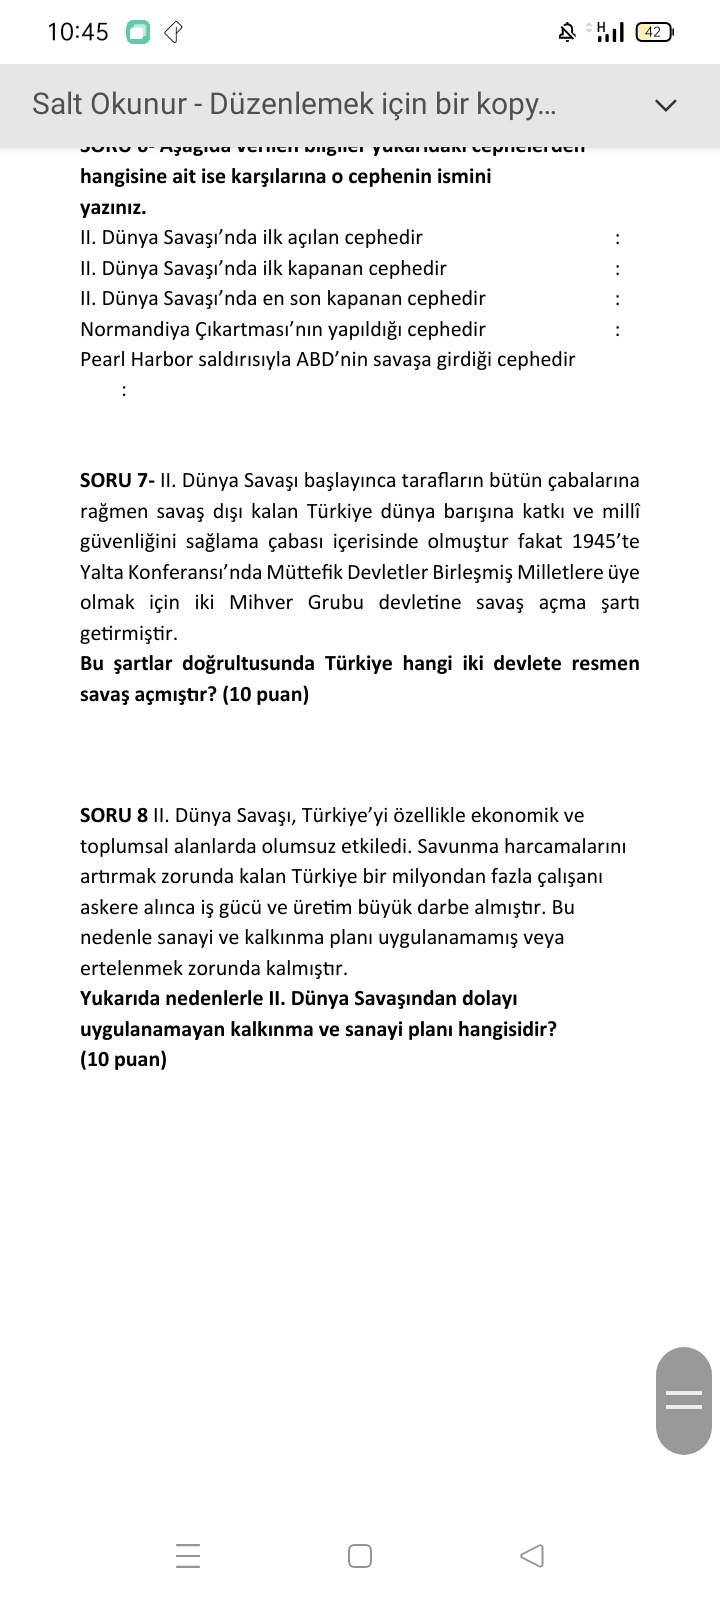 10:45
H
42
Salt Okunur - Düzenlemek için bir kopy...
SORU 6- Aşağıda verilen bilgiler yukarıdaki cephelerden
hangisine ait ise karşılarına o cephenin ismini
yazınız.
II. Dünya Savaşı’nda ilk açılan cephedir :
II. Dünya Savaşı’nda ilk kapanan cephedir :
II. Dünya Savaşı’nda en son kapanan cephedir :
Normandiya Çıkartması’nın yapıldığı cephedir :
Pearl Harbor saldırısıyla ABD’nin savaşa girdiği cephedir
:
SORU 7- II. Dünya Savaşı başlayınca tarafların bütün çabalarına
rağmen savaş dışı kalan Türkiye dünya barışına katkı ve millî
güvenliğini sağlama çabası içerisinde olmuştur fakat 1945’te
Yalta Konferansı’nda Müttefik Devletler Birleşmiş Milletlere üye
olmak için iki Mihver Grubu devletine savaş açma şartı
getirmiştir.
Bu şartlar doğrultusunda Türkiye hangi iki devlete resmen
savaş açmıştır? (10 puan)
SORU 8 II. Dünya Savaşı, Türkiye’yi özellikle ekonomik ve
toplumsal alanlarda olumsuz etkiledi. Savunma harcamalarını
artırmak zorunda kalan Türkiye bir milyondan fazla çalışanı
askere alınca iş gücü ve üretim büyük darbe almıştır. Bu
nedenle sanayi ve kalkınma planı uygulanamamış veya
ertelenmek zorunda kalmıştır.
Yukarıda nedenlerle II. Dünya Savaşından dolayı
uygulanamayan kalkınma ve sanayi planı hangisidir?
(10 puan)